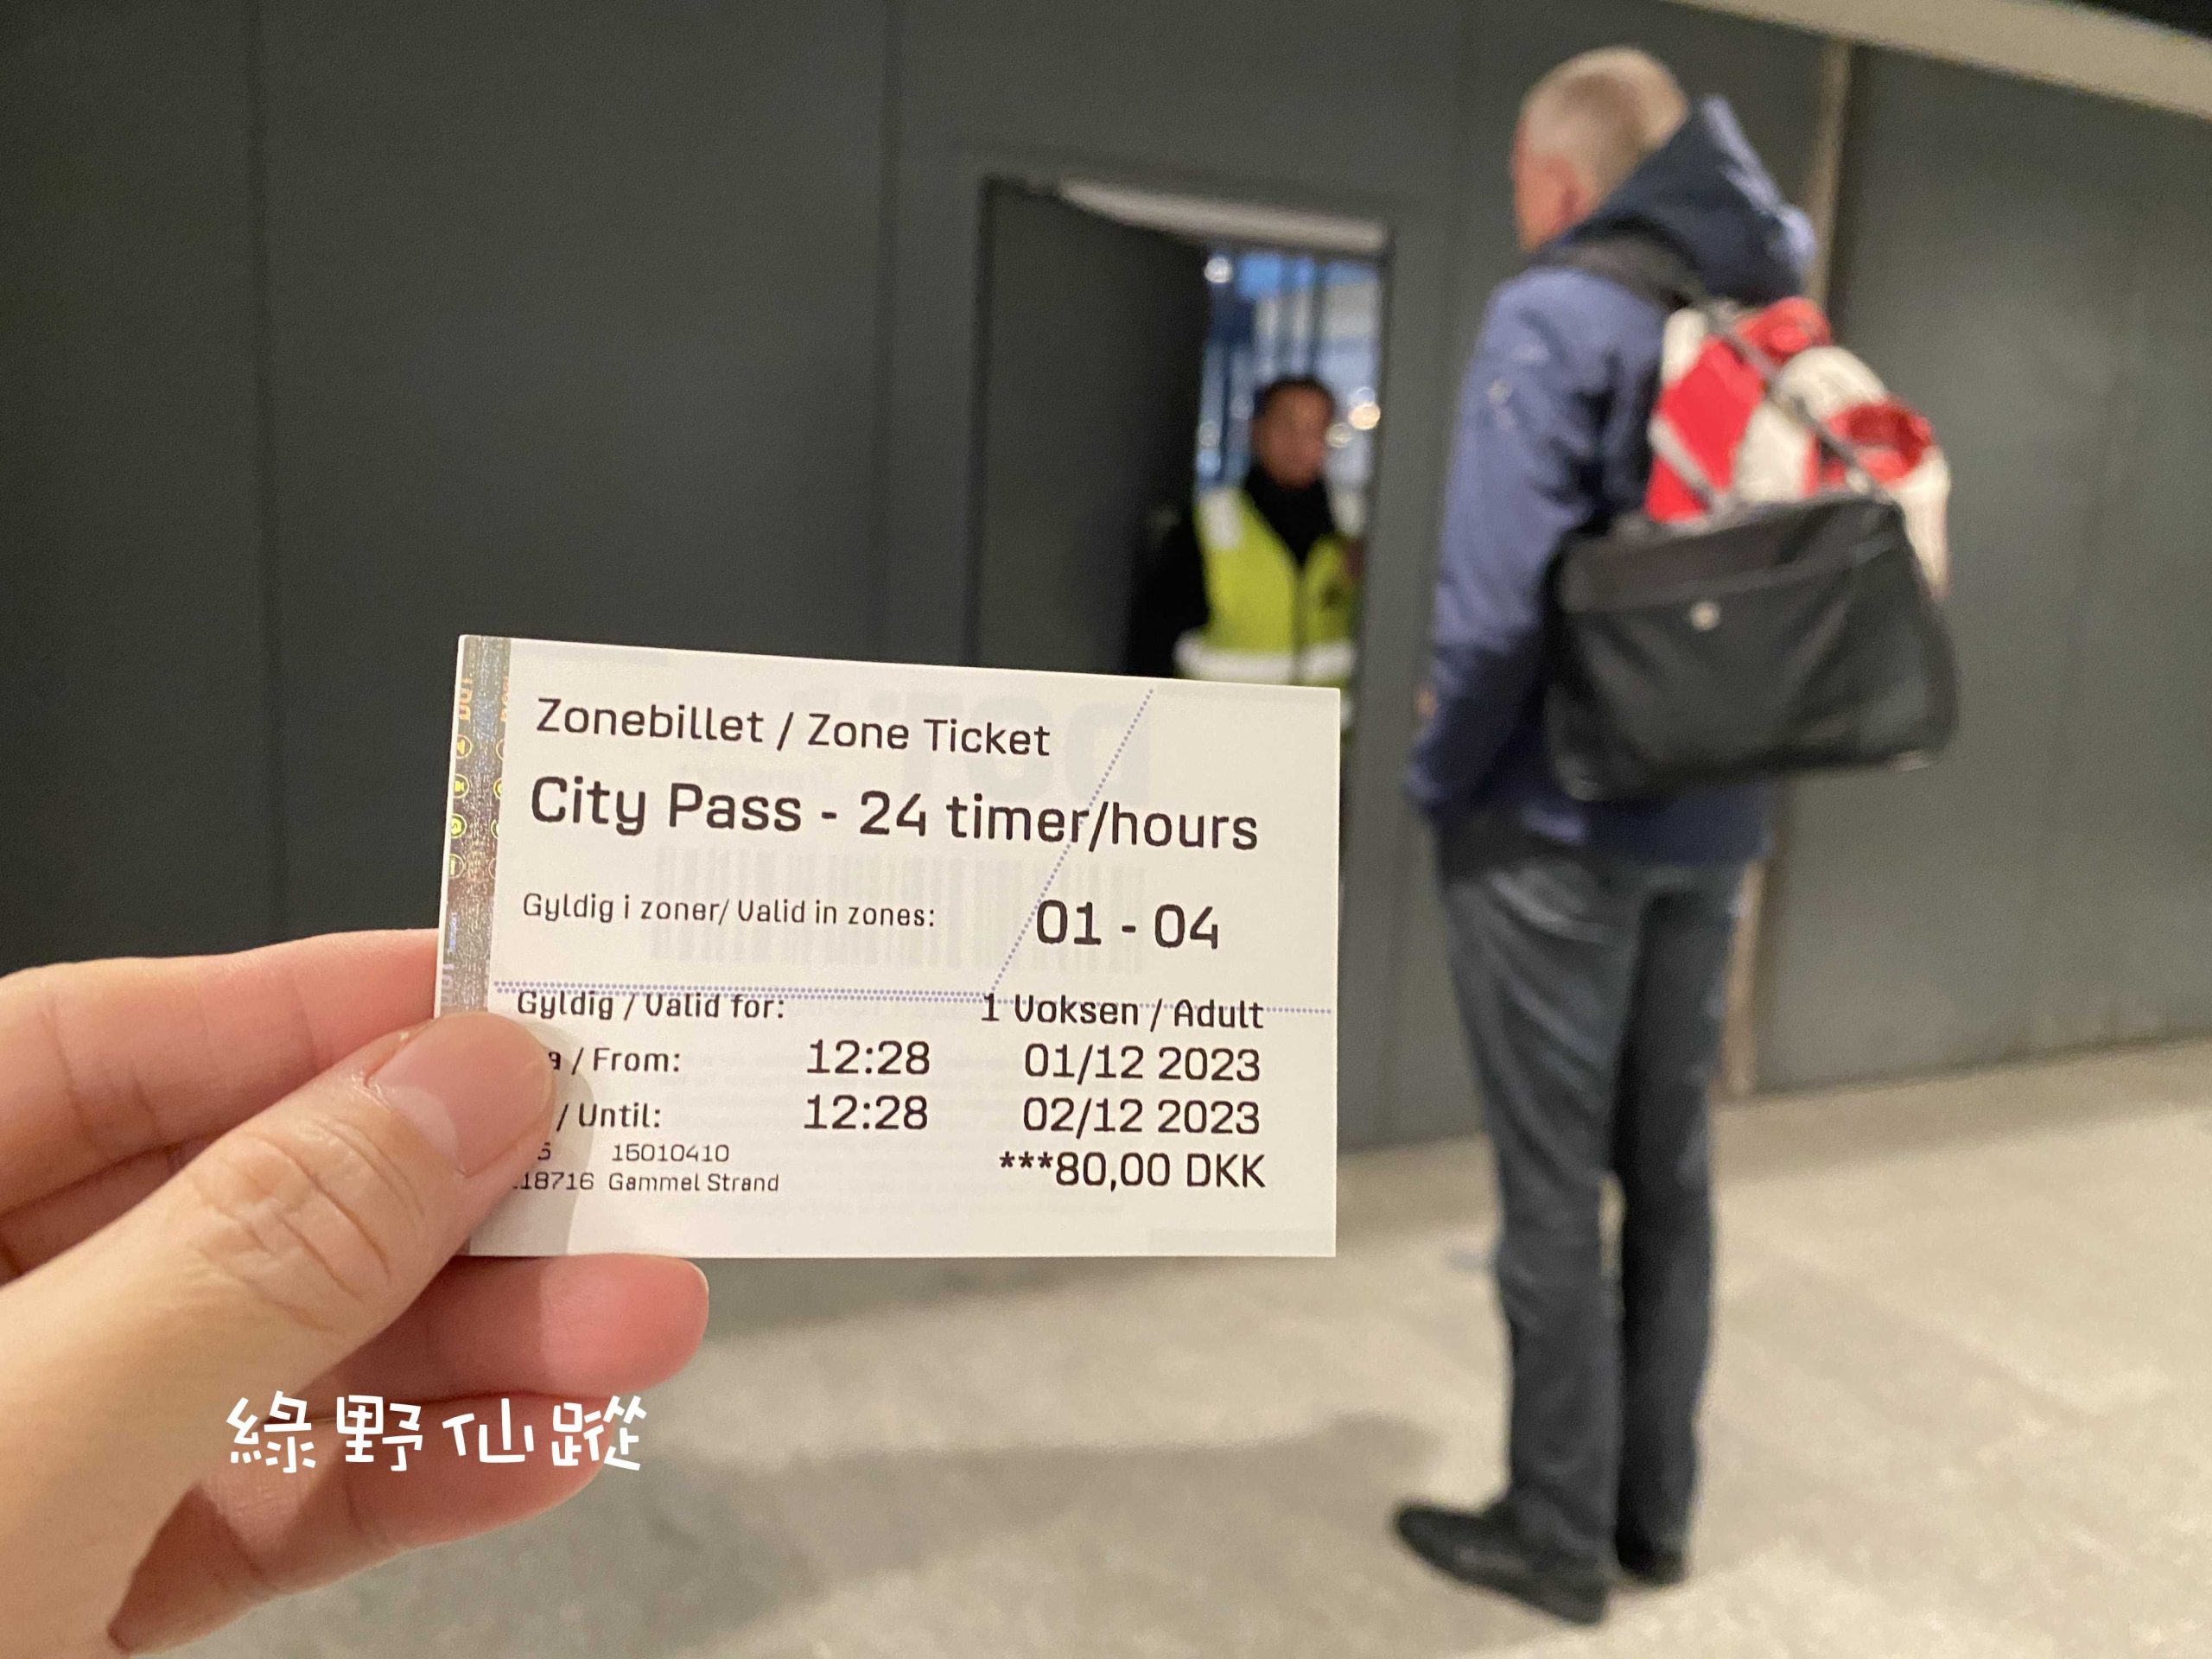 Zonebillet / Zone Ticket
City Pass - 24 timer/hours
Gyldig i zoner/ Valid in zones: 01 - 04
Gyldig / Valid for: 1 Voksen / Adult
/ From: 12:28 01/12 2023
/ Until: 12:28 02/12 2023
15010410 ***80,00 DKK
18716 Gammel Strand
綠野仙蹤